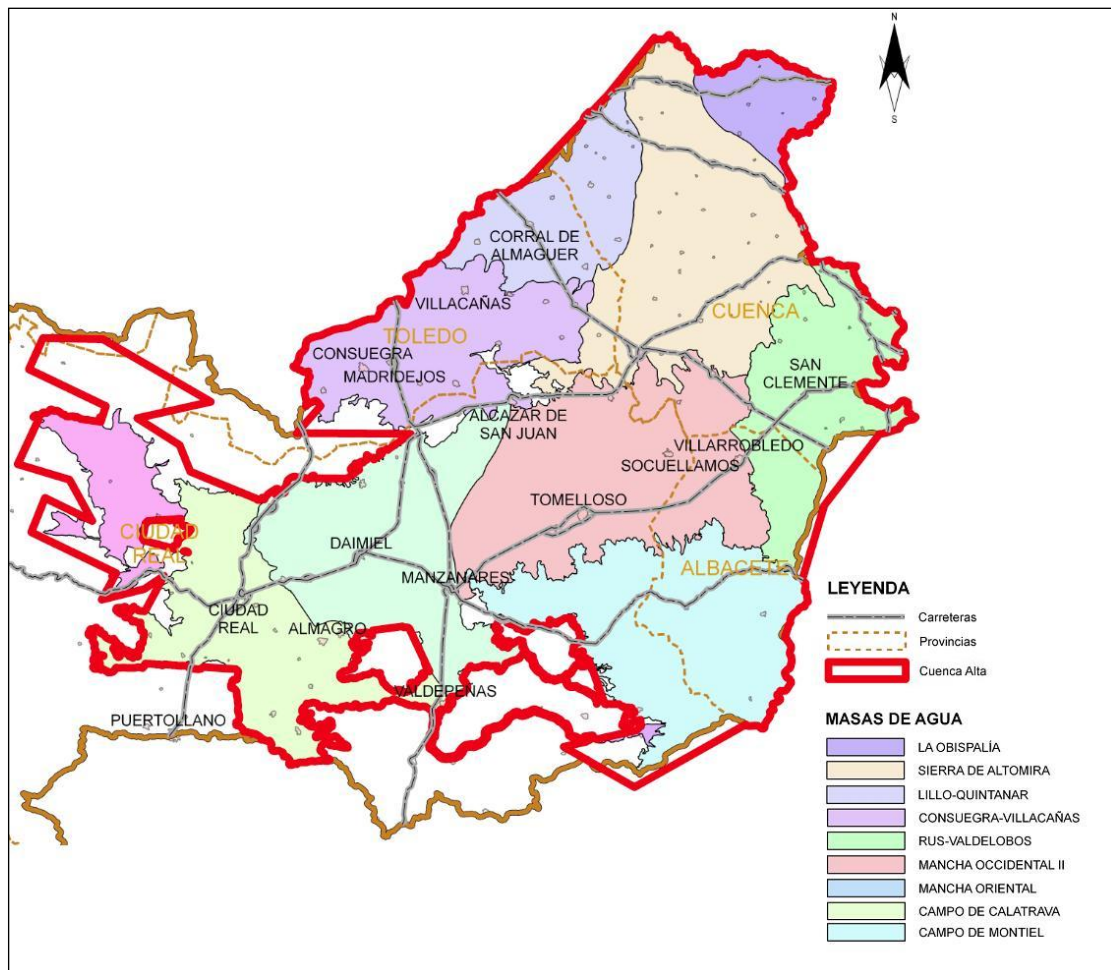 N
S
CORRAL DE
ALMAGUER
VILLACAÑAS
TOLEDO
CUENCA
CONSUEGRA
MADRIDEJOS
SAN
CLEMENTE
ALCAZAR DE
SAN JUAN
VILLARROBLEDO
SOCUELLAMOS
TOMELLOSO
CIUDAD
REAL
DAIMIEL
MANZANARES
ALBACETE
CIUDAD
REAL
ALMAGRO
VALDEPEÑAS
PUERTOLLANO
LEYENDA
Carreteras
Provincias
Cuenca Alta
MASAS DE AGUA
LA OBISPALÍA
SIERRA DE ALTOMIRA
LILLO-QUINTANAR
CONSUEGRA-VILLACAÑAS
RUS-VALDELOBOS
MANCHA OCCIDENTAL II
MANCHA ORIENTAL
CAMPO DE CALATRAVA
CAMPO DE MONTIEL